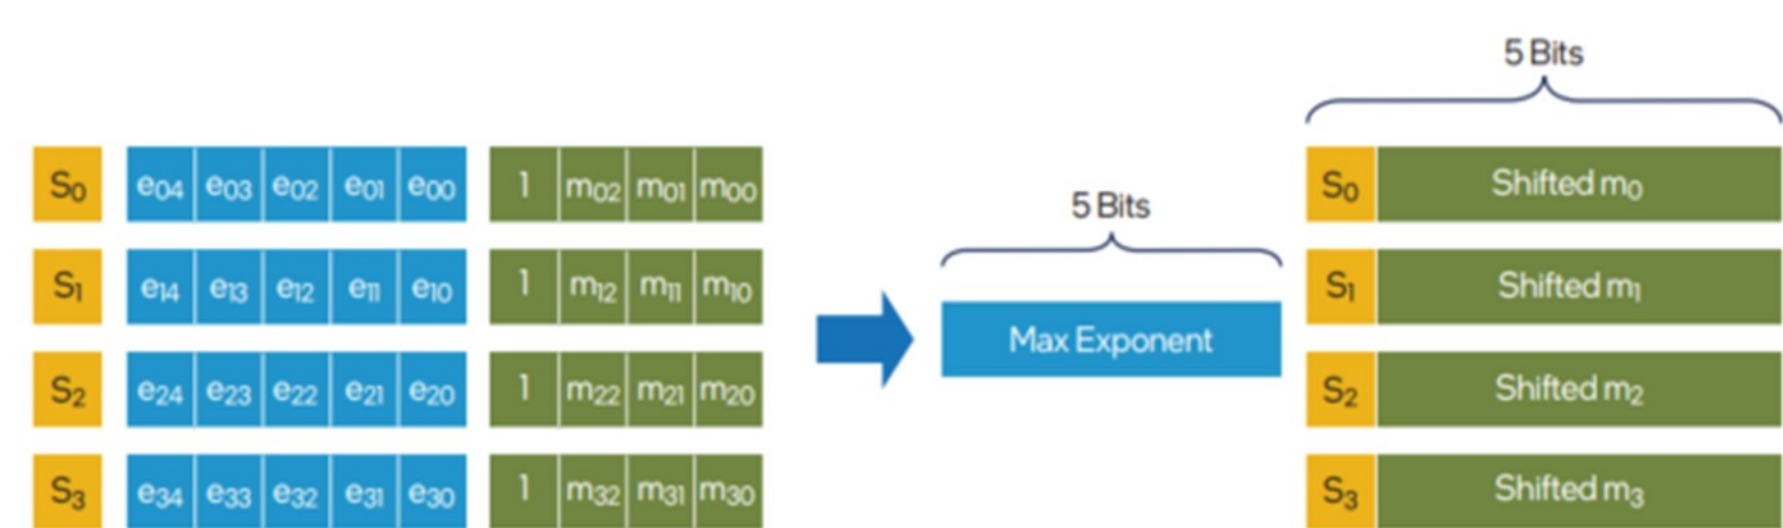 5 Bits
S0 e04 e03 e02 e01 e00 1 m02 m01 m00
5 Bits
S0 Shifted m0
S1 e14 e13 e12 e11 e10 1 m12 m11 m10
S1 Shifted m1
Max Exponent
S2 e24 e23 e22 e21 e20 1 m22 m21 m20
S2 Shifted m2
S3 e34 e33 e32 e31 e30 1 m32 m31 m30
S3 Shifted m3